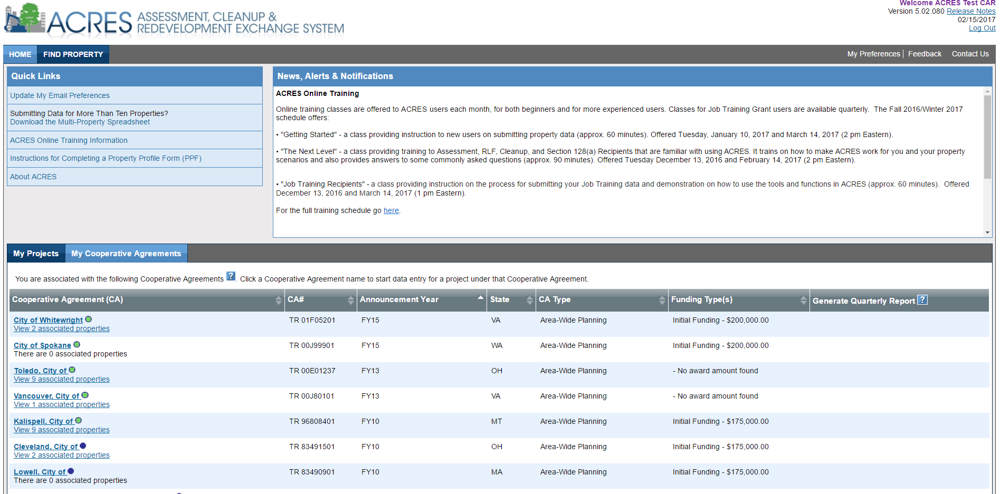 ACRES ASSESSMENT, CLEANUP &
REDEVELOPMENT EXCHANGE SYSTEM
Welcome ACRES Test CAR
Version 5.02.080 Release Notes
02/15/2017
Log Out
HOME FIND PROPERTY My Preferences Feedback Contact Us
Quick Links
Update My Email Preferences
Submitting Data for More Than Ten Properties?
Download the Multi-Property Spreadsheet
ACRES Online Training Information
Instructions for Completing a Property Profile Form (PPF)
About ACRES
News, Alerts & Notifications
ACRES Online Training
Online training classes are offered to ACRES users each month, for both beginners and for more experienced users. Classes for Job Training Grant users are available quarterly. The Fall 2016/Winter 2017
schedule offers:
• "Getting Started" - a class providing instruction to new users on submitting property data (approx. 60 minutes). Offered Tuesday, January 10, 2017 and March 14, 2017 (2 pm Eastern).
• "The Next Level" - a class providing training to Assessment, RLF, Cleanup, and Section 128(a) Recipients that are familiar with using ACRES. It trains on how to make ACRES work for you and your property
scenarios and also provides answers to some commonly asked questions (approx. 90 minutes). Offered Tuesday December 13, 2016 and February 14, 2017 (2 pm Eastern).
• "Job Training Recipients" - a class providing instruction on the process for submitting your Job Training data and demonstration on how to use the tools and functions in ACRES (approx. 60 minutes). Offered
December 13, 2016 and March 14, 2017 (1 pm Eastern).
For the full training schedule go here.
My Projects My Cooperative Agreements
You are associated with the following Cooperative Agreements ?. Click a Cooperative Agreement name to start data entry for a project under that Cooperative Agreement.
Cooperative Agreement (CA) CA# Announcement Year State CA Type Funding Type(s) Generate Quarterly Report ?
City of Whitewright TR 01F05201 FY15 VA Area-Wide Planning Initial Funding - $200,000.00
View 2 associated properties
City of Spokane TR 00J99901 FY15 WA Area-Wide Planning Initial Funding - $200,000.00
There are 0 associated properties
Toledo, City of TR 00E01237 FY13 OH Area-Wide Planning - No award amount found
View 9 associated properties
Vancouver, City of TR 00J80101 FY13 VA Area-Wide Planning - No award amount found
View 1 associated properties
Kalispell, City of TR 96808401 FY10 MT Area-Wide Planning Initial Funding - $175,000.00
View 9 associated properties
Cleveland, City of TR 83491501 FY10 OH Area-Wide Planning Initial Funding - $175,000.00
View 2 associated properties
Lowell, City of TR 83490901 FY10 MA Area-Wide Planning Initial Funding - $175,000.00
There are 0 associated properties